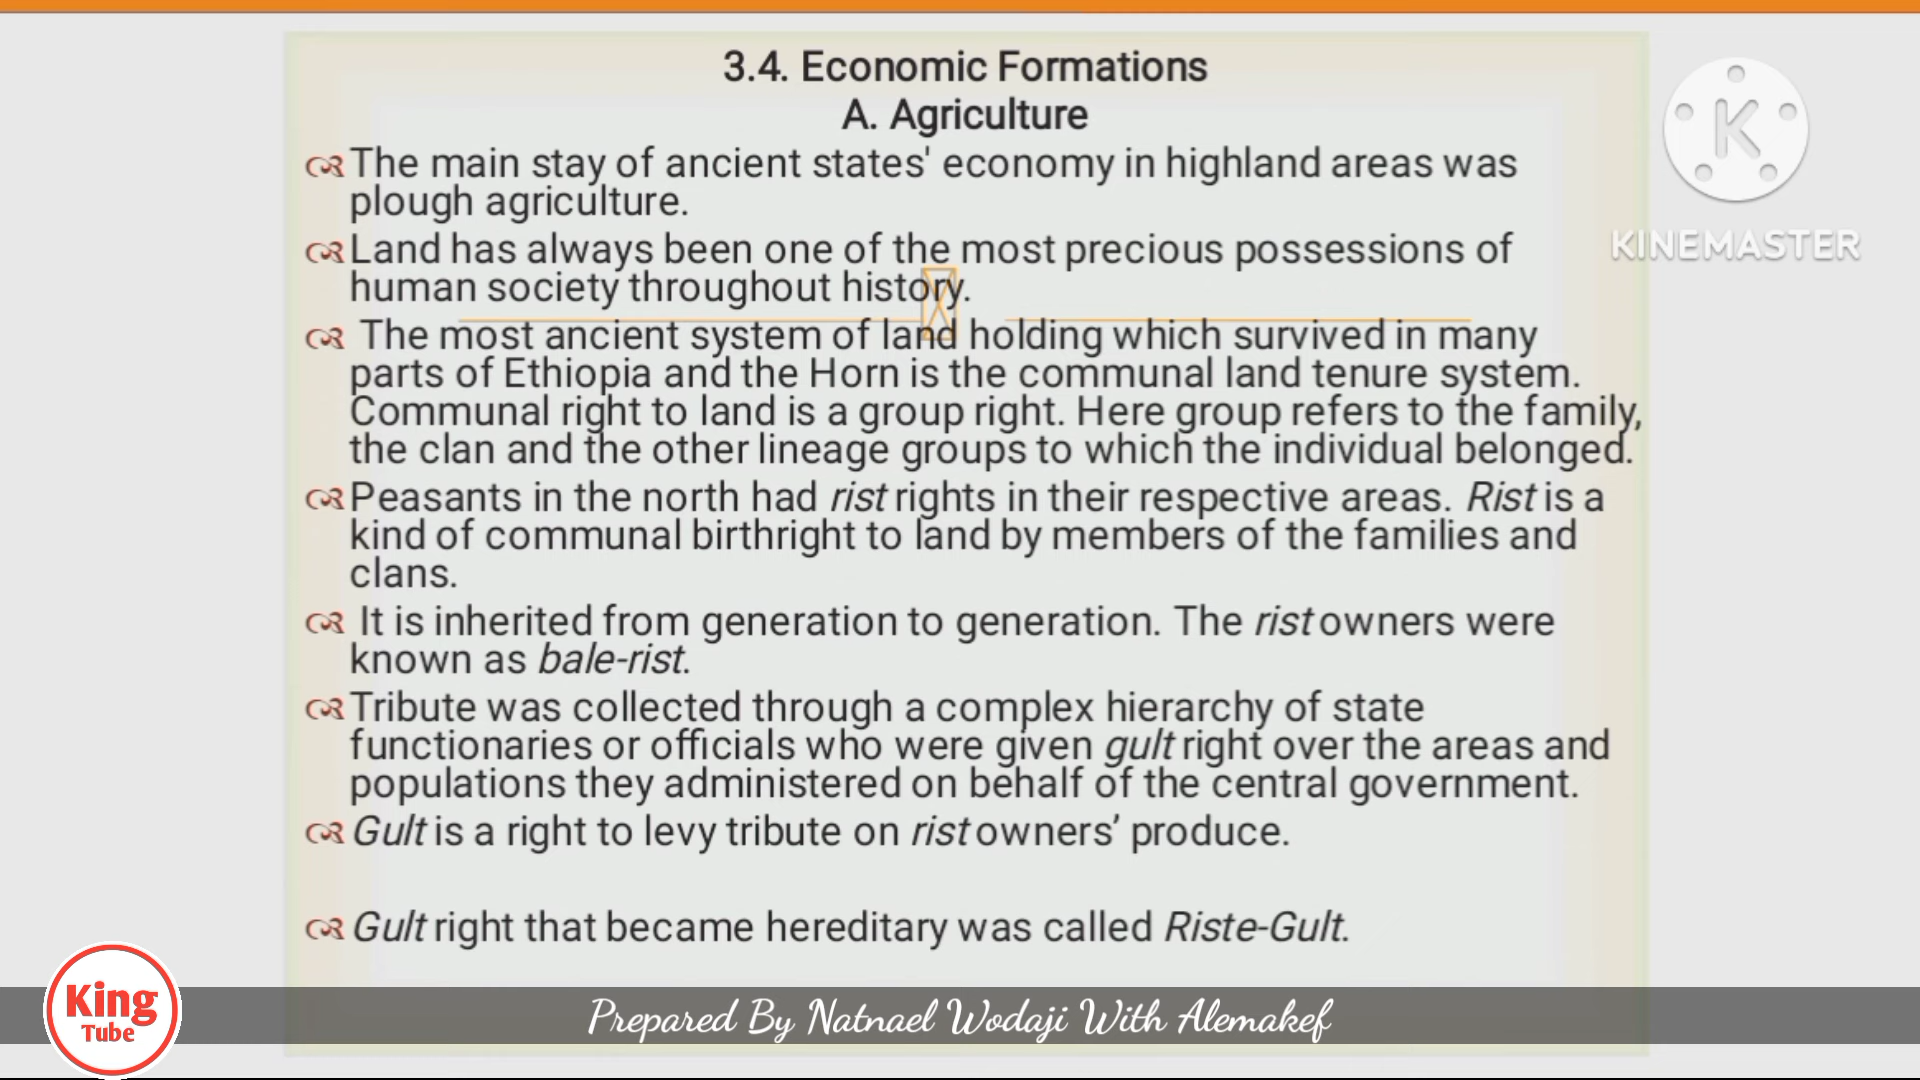 3.4. Economic Formations
A. Agriculture
The main stay of ancient states' economy in highland areas was
plough agriculture.
Land has always been one of the most precious possessions of
human society throughout history.
The most ancient system of land holding which survived in many
parts of Ethiopia and the Horn is the communal land tenure system.
Communal right to land is a group right. Here group refers to the family,
the clan and the other lineage groups to which the individual belonged.
Peasants in the north had rist rights in their respective areas. Rist is a
kind of communal birthright to land by members of the families and
clans.
It is inherited from generation to generation. The rist owners were
known as bale-rist.
Tribute was collected through a complex hierarchy of state
functionaries or officials who were given gult right over the areas and
populations they administered on behalf of the central government.
Gult is a right to levy tribute on rist owners’ produce.
Gult right that became hereditary was called Riste-Gult.
K
KINEMASTER
King
Tube
Prepared By Natnael Wodaji With Alemakef